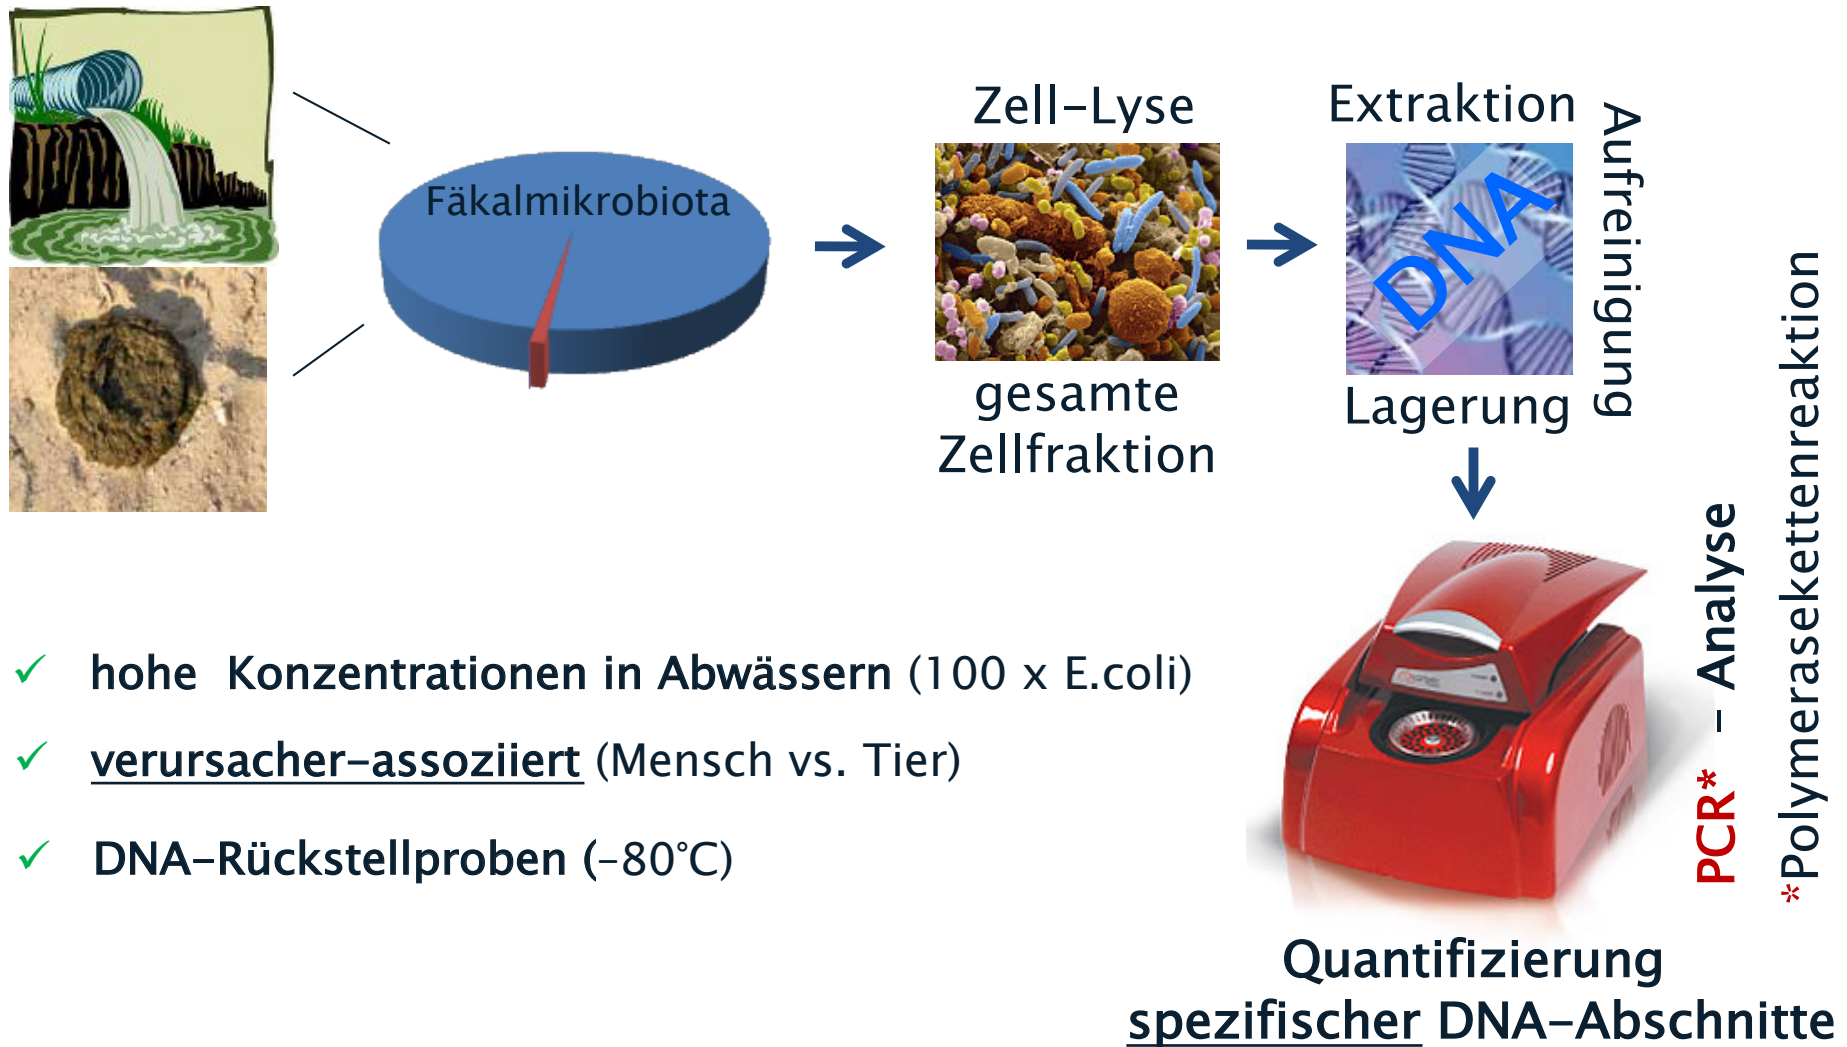 Fäkalmikrobiota
Zell-Lyse
gesamte
Zellfraktion
Extraktion
DNA
Aufreinigung
Lagerung
PCR* - Analyse
*Polymerasekettenreaktion
✓ hohe Konzentrationen in Abwässern (100 x E.coli)
✓ verursacher-assoziiert (Mensch vs. Tier)
✓ DNA-Rückstellproben (-80°C)
Quantifizierung
spezifischer DNA-Abschnitte